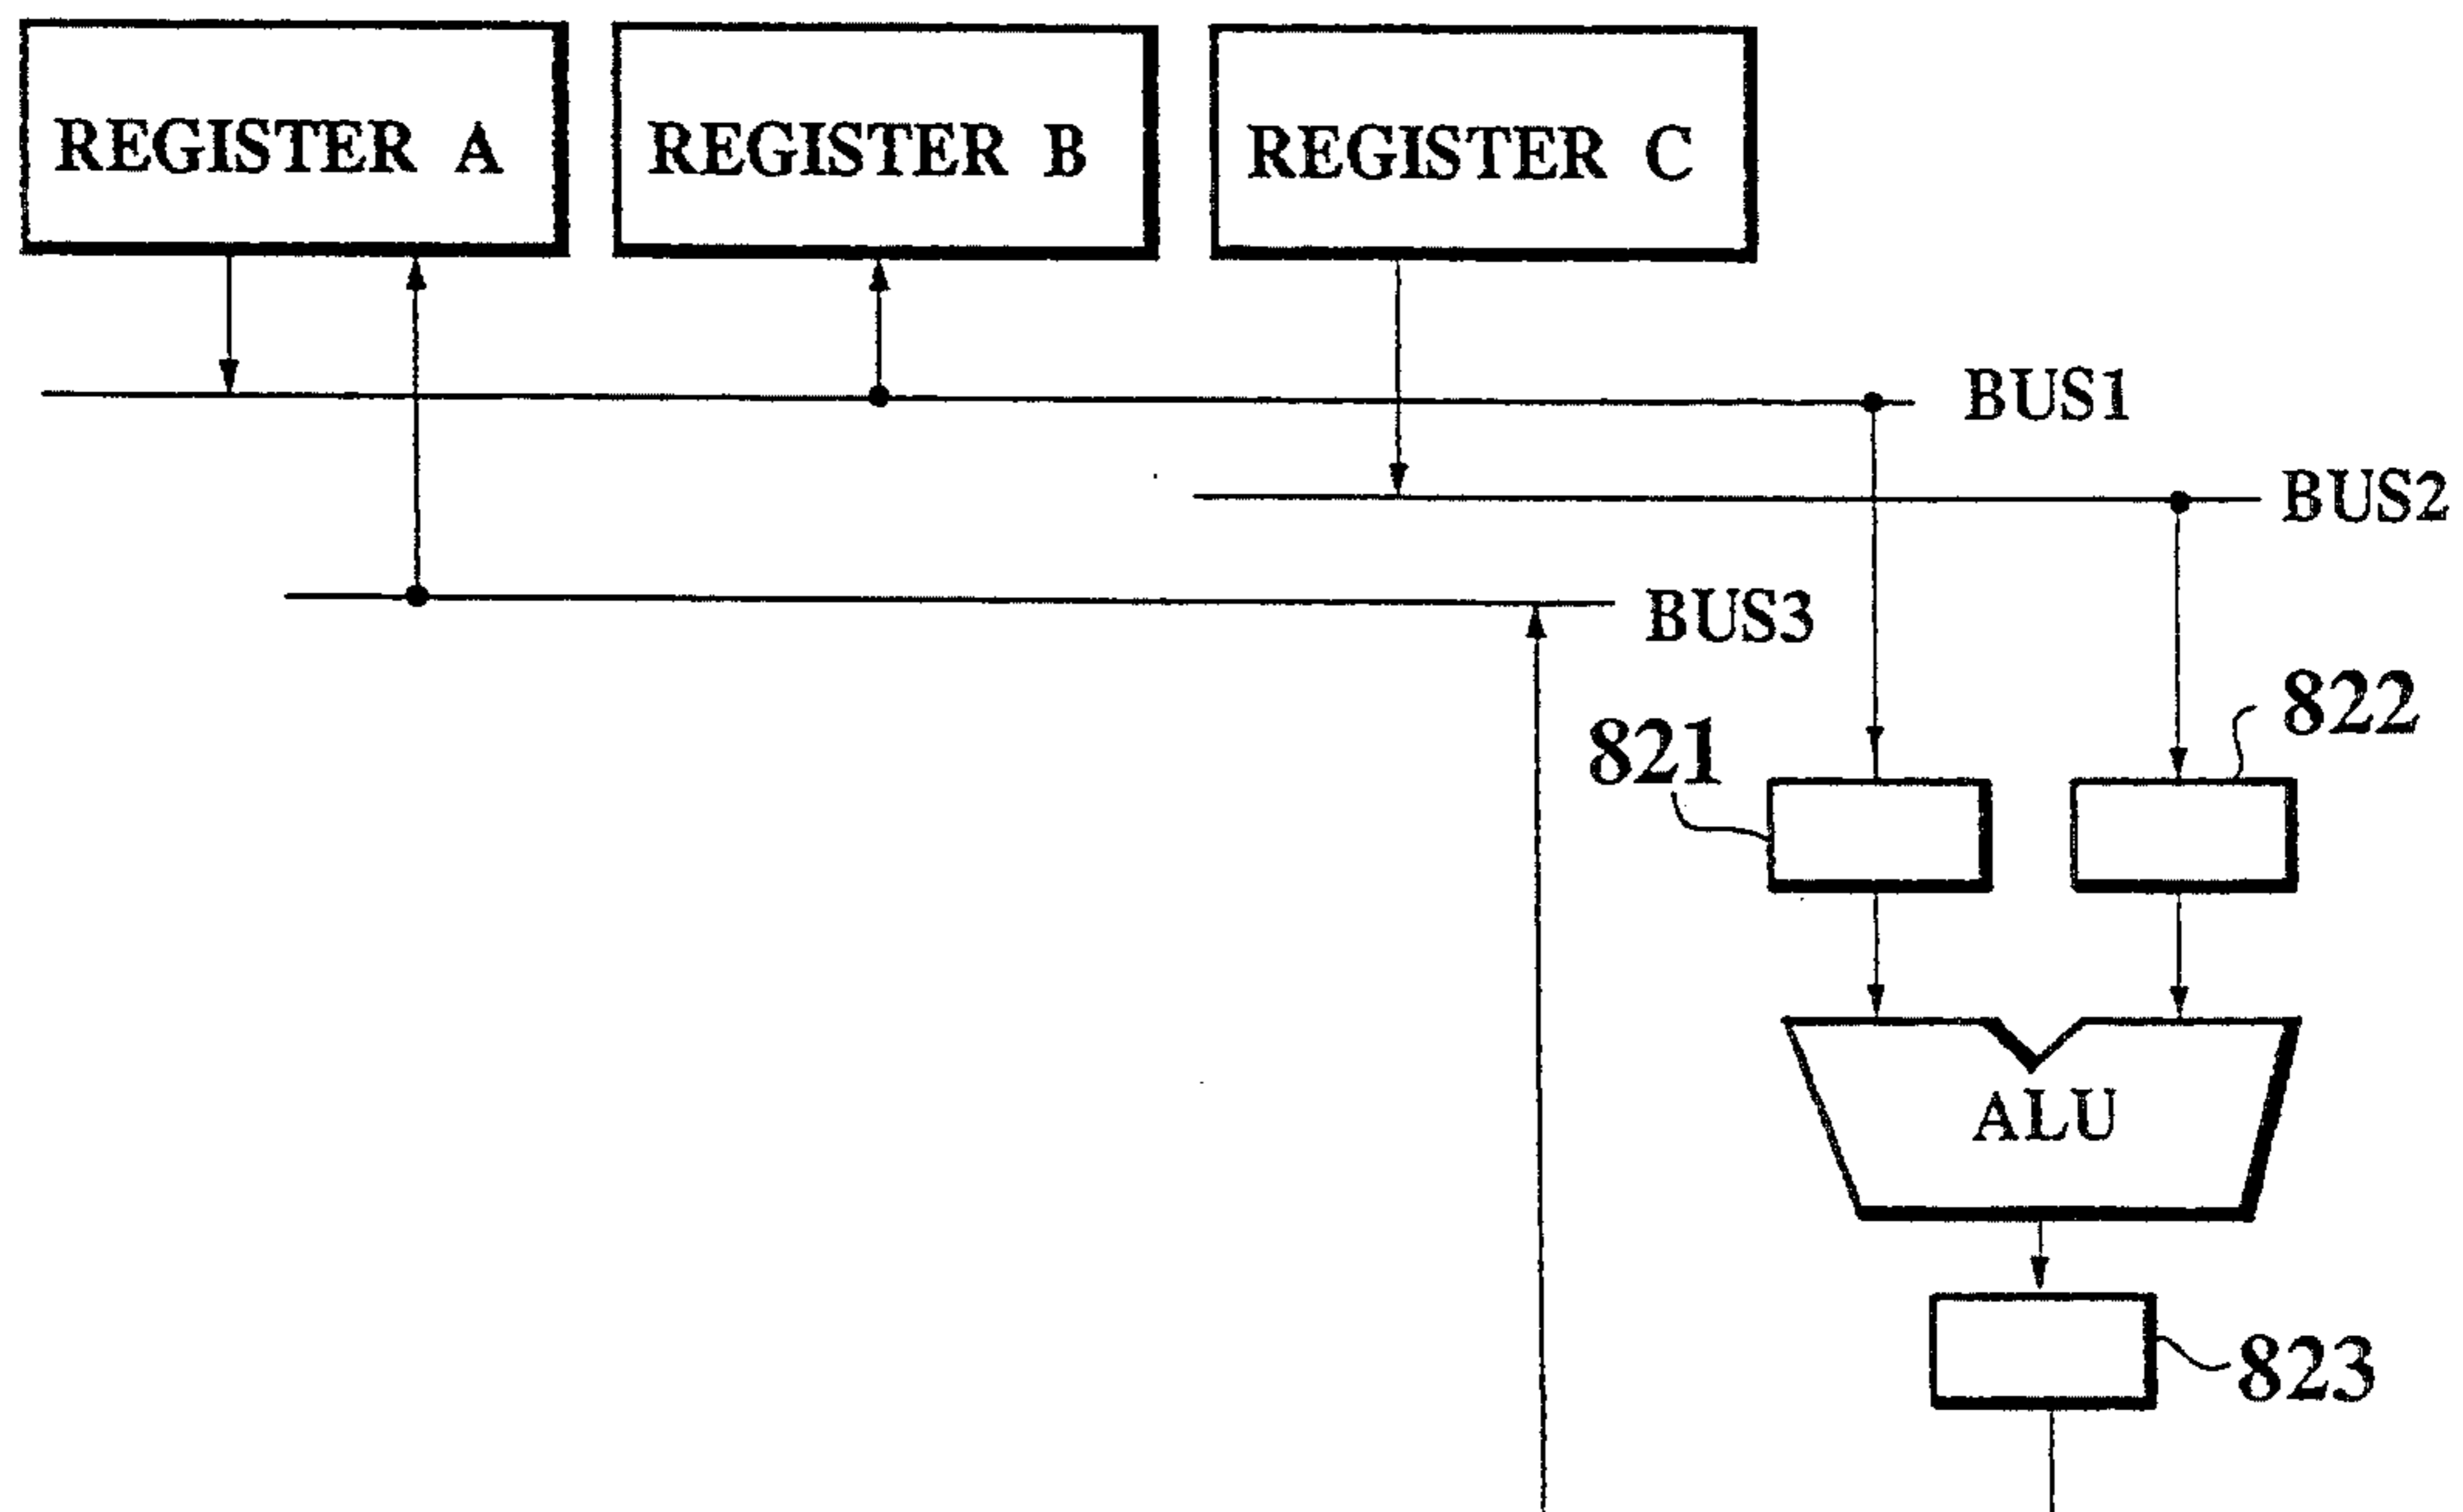 REGISTER A
REGISTER B
REGISTER C
BUS1
BUS2
BUS3
821
822
ALU
823